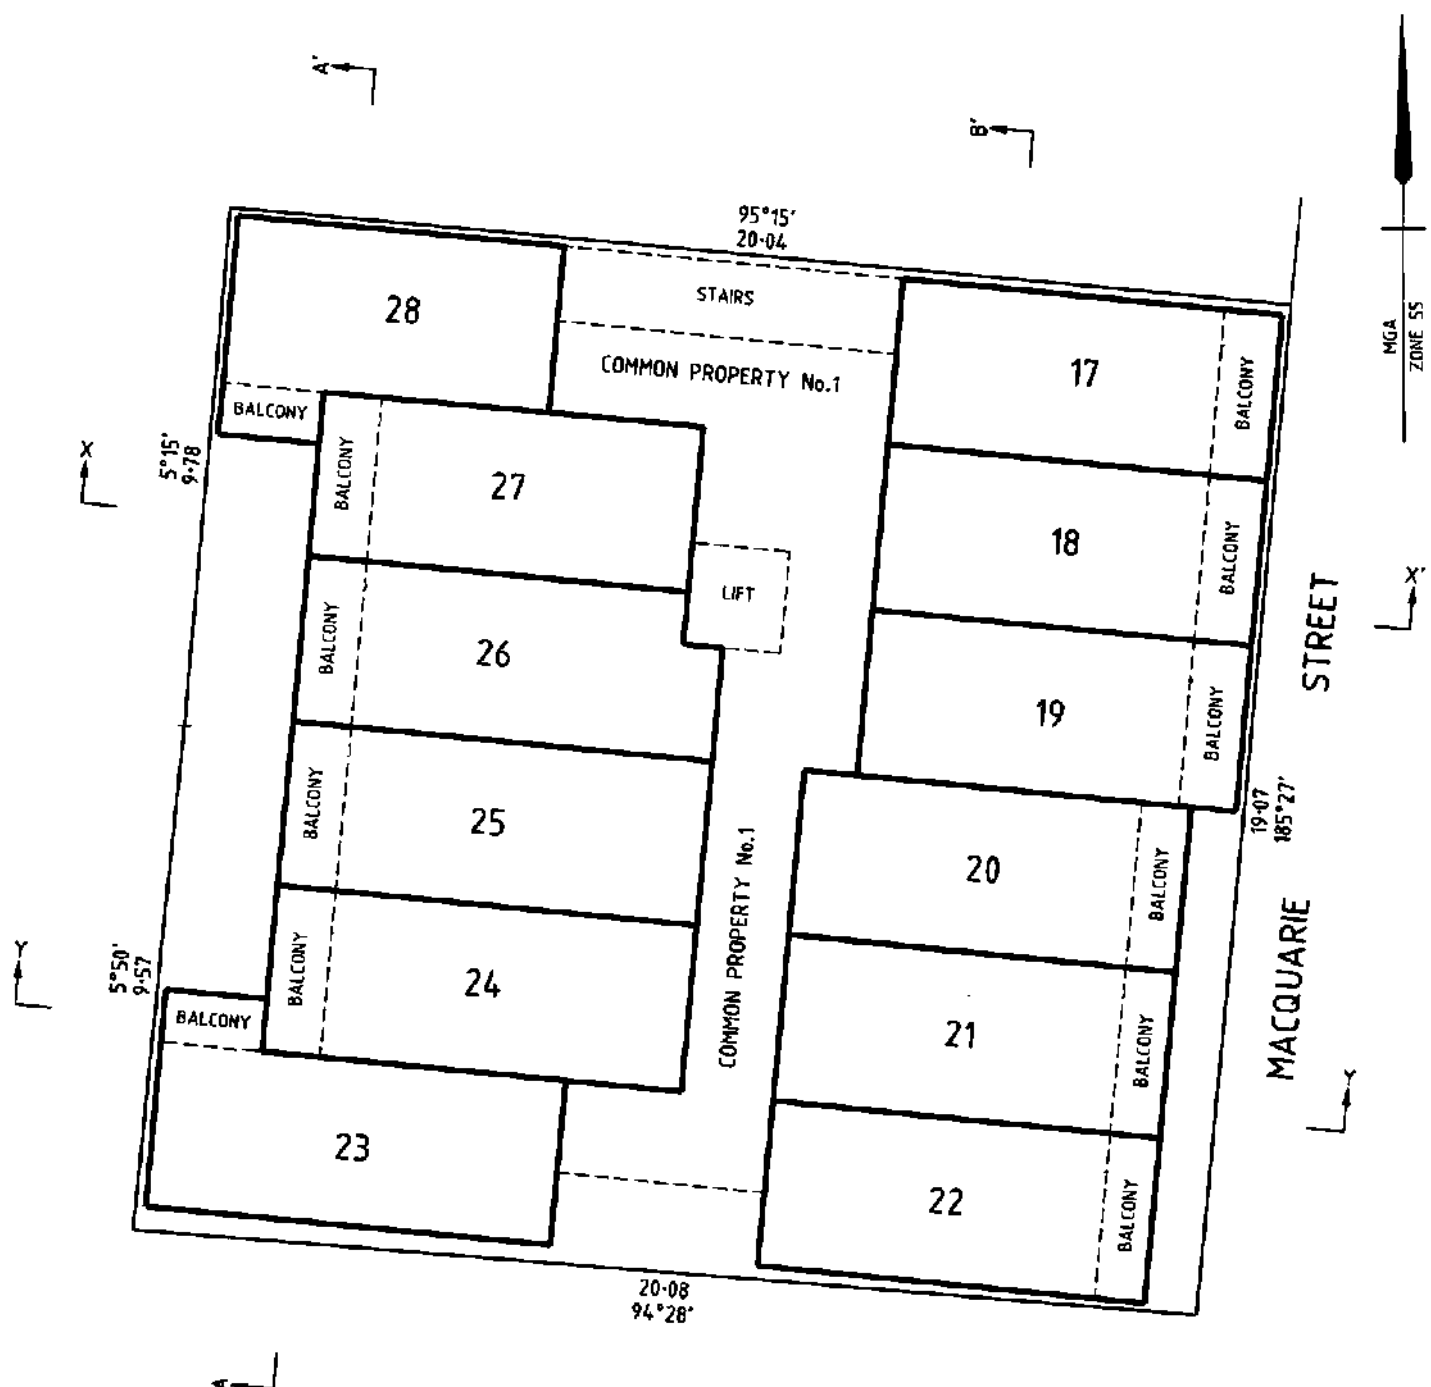 A'
B'
95°15'
20·04
MGA
ZONE 55
28
STAIRS
COMMON PROPERTY No.1
17
BALCONY
BALCONY
X
5°15'
9·78
BALCONY
27
18
BALCONY
LIFT
X'
STREET
BALCONY
26
19
BALCONY
BALCONY
25
19·07
185°27'
20
BALCONY
COMMON PROPERTY No.1
Y
5°50'
9·57
BALCONY
24
MACQUARIE
BALCONY
21
BALCONY
Y
23
22
BALCONY
20·08
94°28'
A